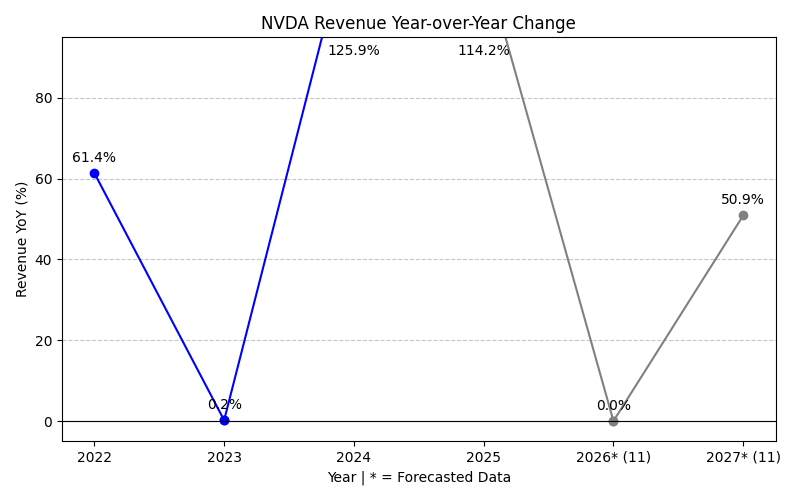 NVDA Revenue Year-over-Year Change
125.9%
114.2%
80
61.4%
60
50.9%
40
20
0.2%
0.0%
0
Revenue YoY (%)
2022 2023 2024 2025 2026* (11) 2027* (11)
Year | * = Forecasted Data